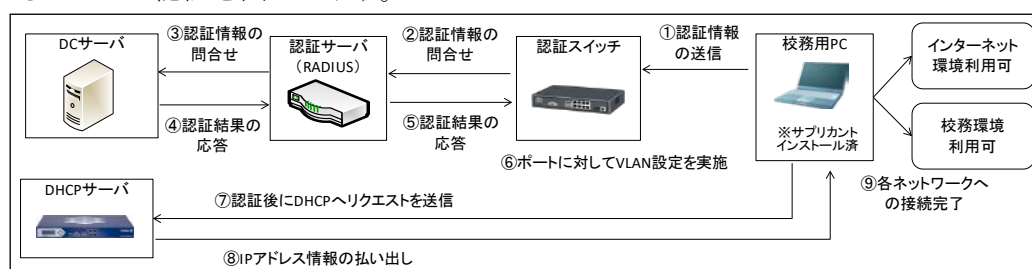 DCサーバ
③認証情報の
問合せ
認証サーバ
（RADIUS）
②認証情報の
問合せ
認証スイッチ
①認証情報
の送信
校務用PC
インターネット
環境利用可
④認証結果の
応答
⑤認証結果の
応答
※サプリカント
インストール済
校務環境
利用可
⑥ポートに対してVLAN設定を実施
DHCPサーバ
⑦認証後にDHCPへリクエストを送信
⑨各ネットワークへ
の接続完了
⑧IPアドレス情報の払い出し